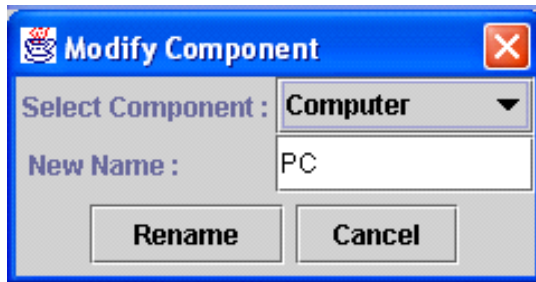 Modify Component
Select Component : Computer
New Name : PC
Rename Cancel